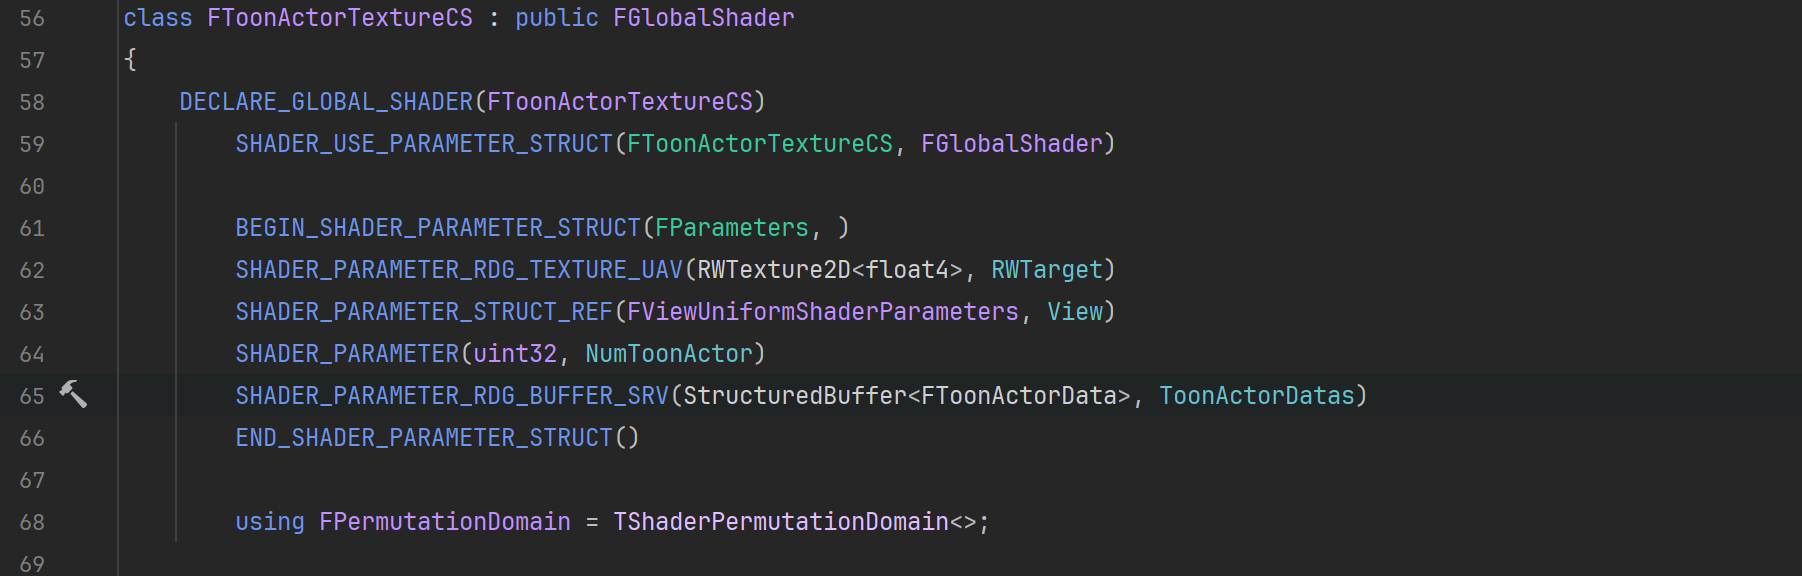 56 class FToonActorTextureCS : public FGlobalShader
57 {
58 DECLARE_GLOBAL_SHADER(FToonActorTextureCS)
59 SHADER_USE_PARAMETER_STRUCT(FToonActorTextureCS, FGlobalShader)
60
61 BEGIN_SHADER_PARAMETER_STRUCT(FParameters, )
62 SHADER_PARAMETER_RDG_TEXTURE_UAV(RWTexture2D<float4>, RWTarget)
63 SHADER_PARAMETER_STRUCT_REF(FViewUniformShaderParameters, View)
64 SHADER_PARAMETER(uint32, NumToonActor)
65 SHADER_PARAMETER_RDG_BUFFER_SRV(StructuredBuffer<FToonActorData>, ToonActorDatas)
66 END_SHADER_PARAMETER_STRUCT()
67
68 using FPermutationDomain = TShaderPermutationDomain<>;
69